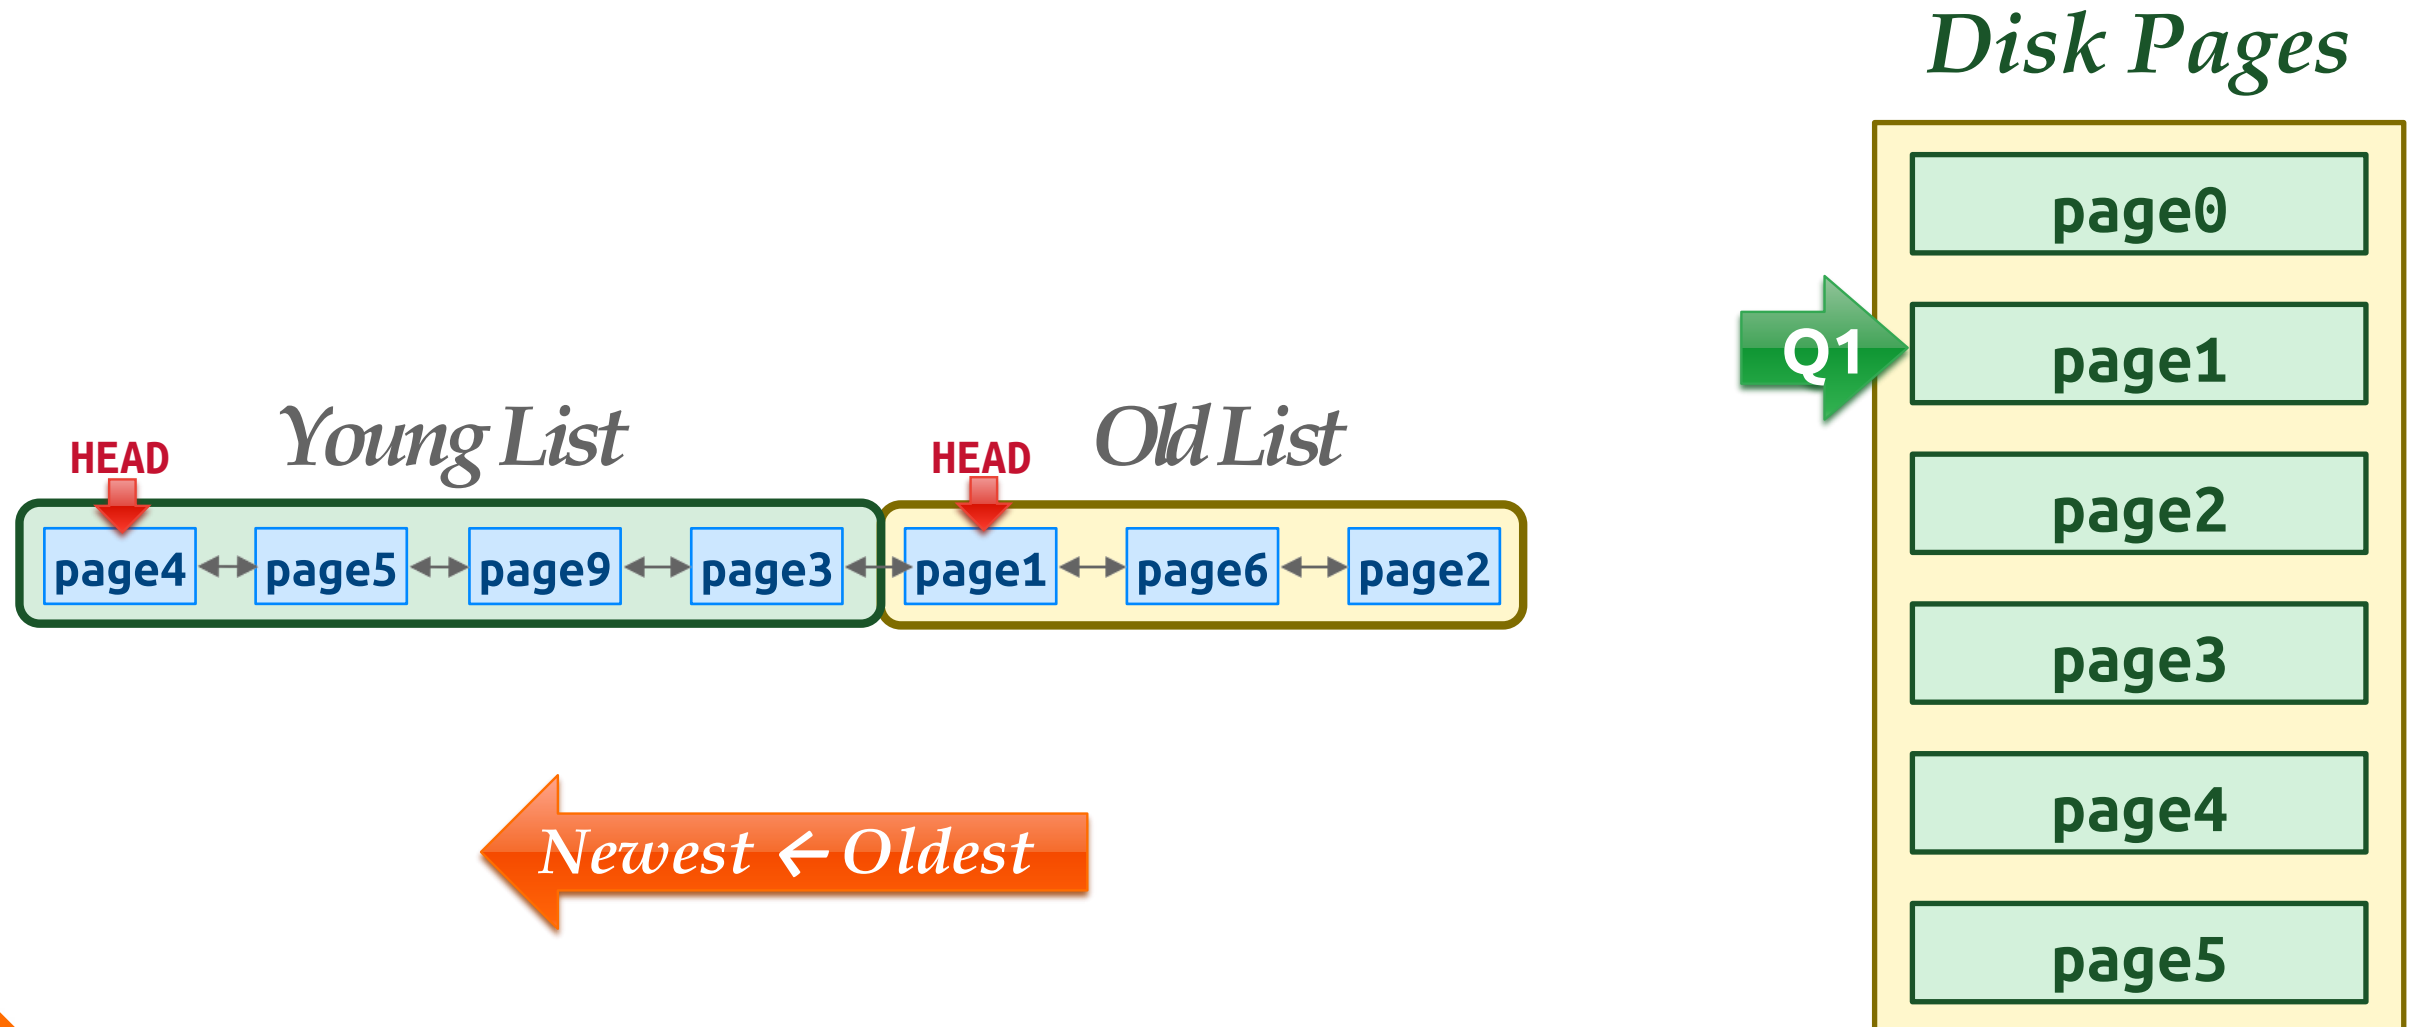 Disk Pages
page0
Q1
page1
page2
page3
page4
page5
Young List
Old List
HEAD
HEAD
page4
page5
page9
page3
page1
page6
page2
Newest ← Oldest